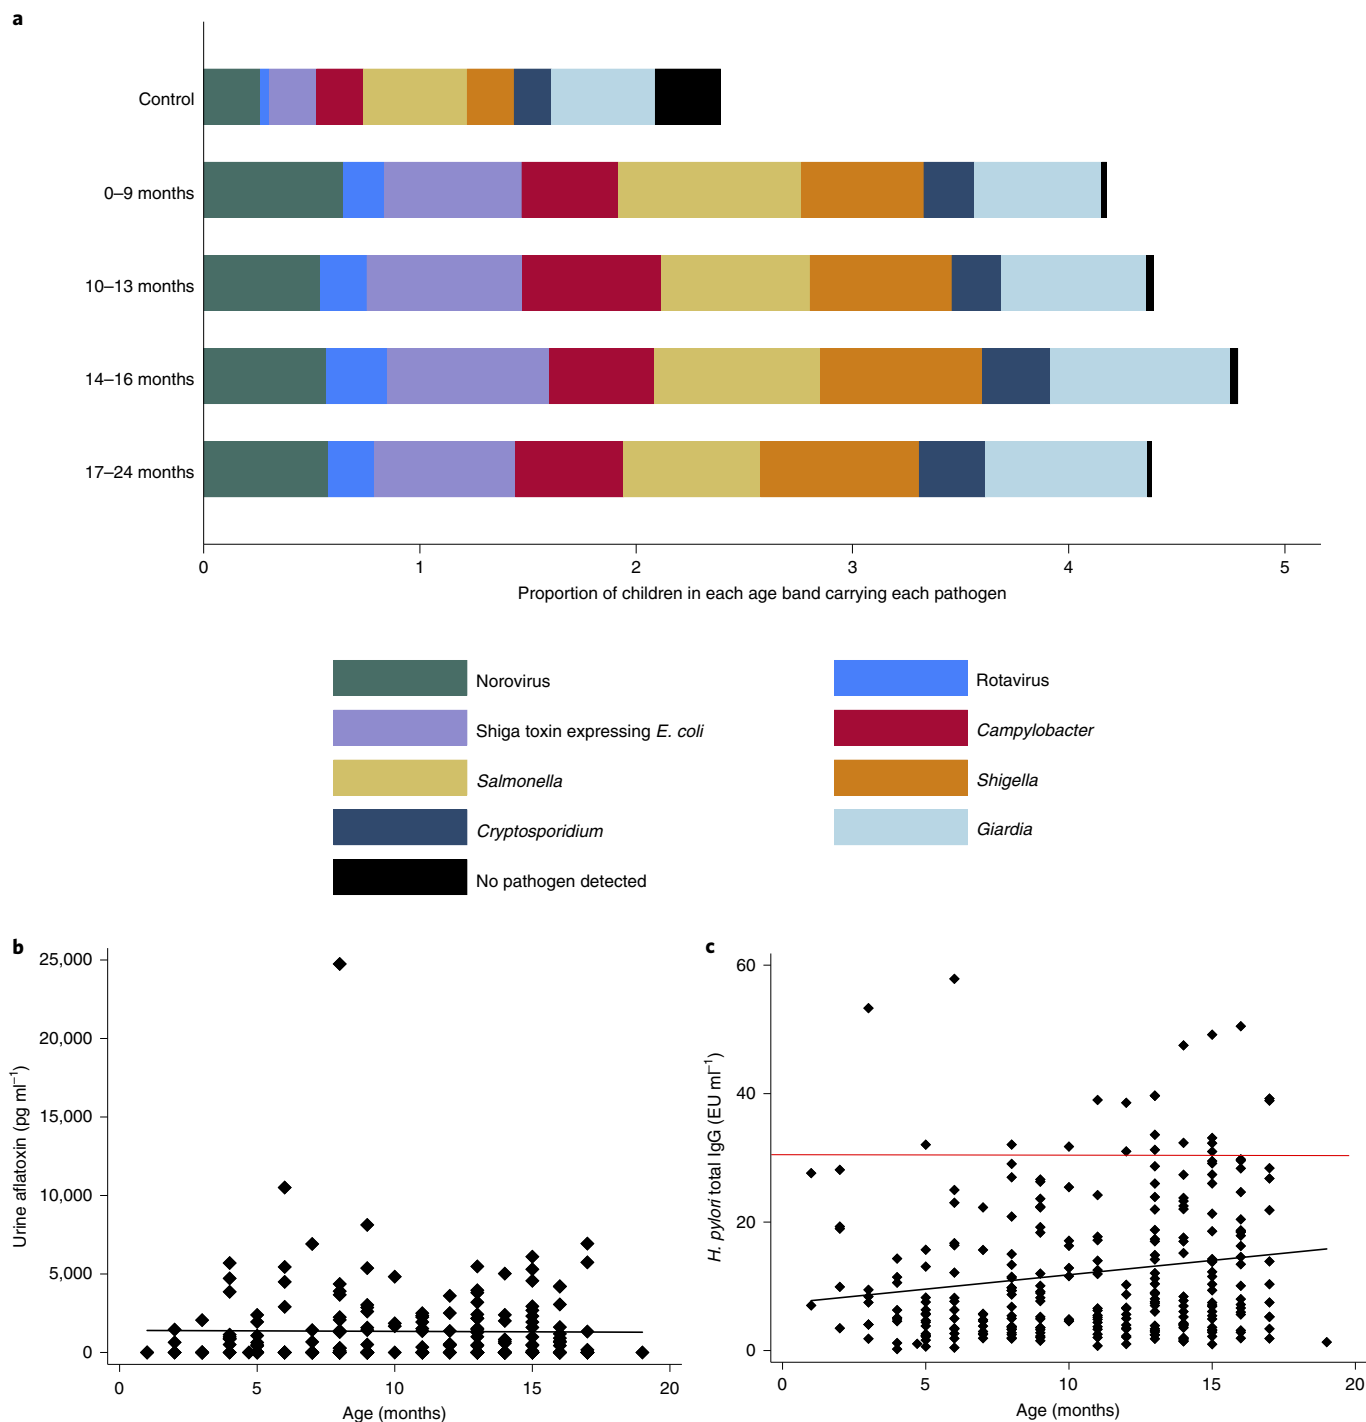 a
Control
0–9 months
10–13 months
14–16 months
17–24 months
0 1 2 3 4 5
Proportion of children in each age band carrying each pathogen
Norovirus
Rotavirus
Shiga toxin expressing E. coli
Campylobacter
Salmonella
Shigella
Cryptosporidium
Giardia
No pathogen detected
b
25,000
20,000
15,000
10,000
5,000
0
Urine aflatoxin (pg ml⁻¹)
0 5 10 15 20
Age (months)
c
60
40
20
0
H. pylori total IgG (EU ml⁻¹)
0 5 10 15 20
Age (months)